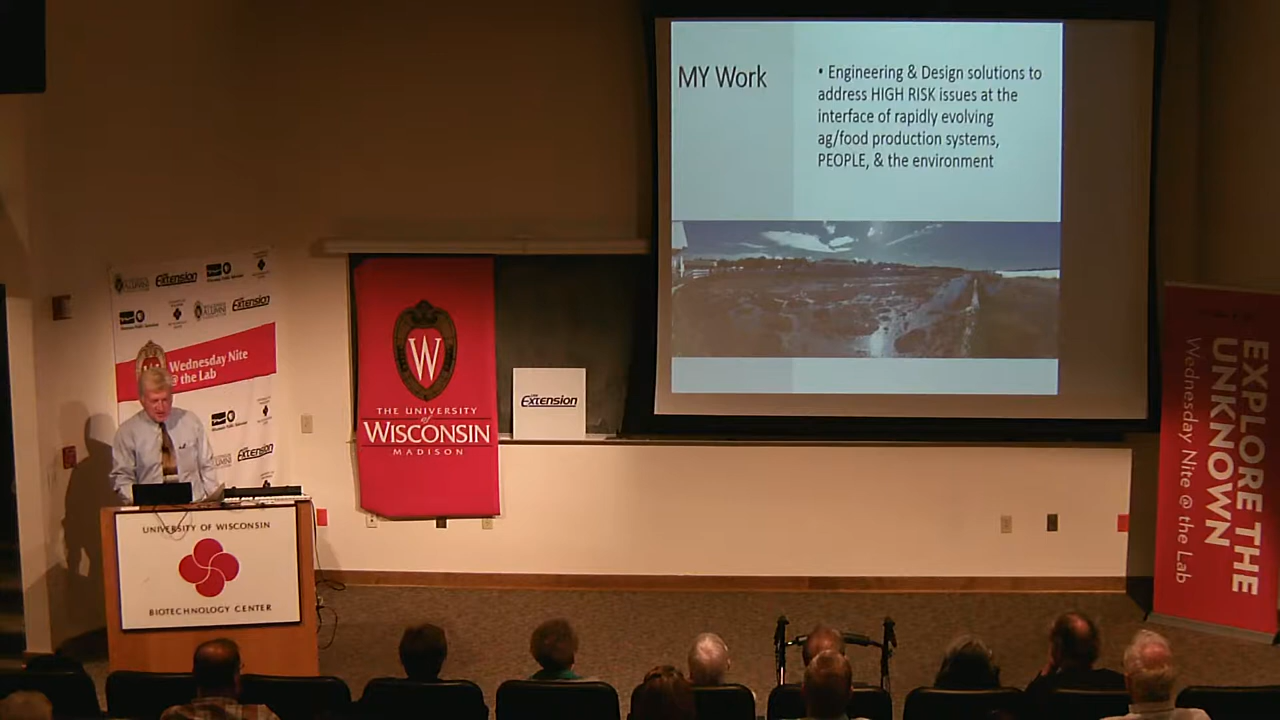 MY Work
• Engineering & Design solutions to
address HIGH RISK issues at the
interface of rapidly evolving
ag/food production systems,
PEOPLE, & the environment
Extension
Extension
Wednesday Nite
@ the Lab
Extension
W
THE UNIVERSITY
of
WISCONSIN
MADISON
Extension
UNIVERSITY OF WISCONSIN
BIOTECHNOLOGY CENTER
EXPLORE THE
UNKNOWN
Wednesday Nite @ the Lab